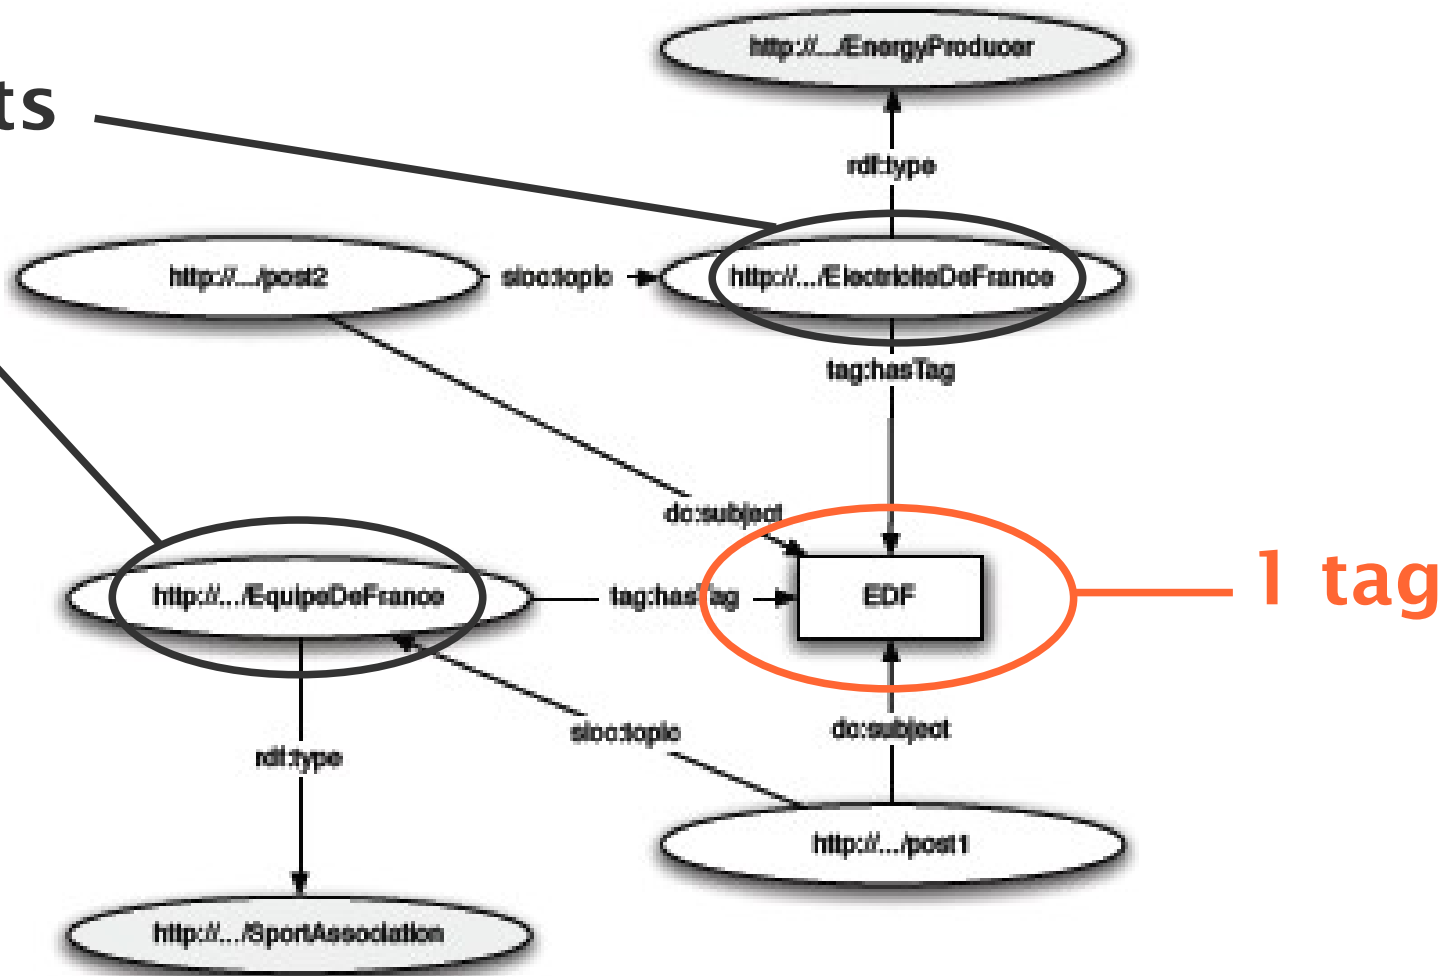 http://.../EnergyProducer
ts
rdf:type
http://.../post2
sioc:topic
http://.../ElectriciteDeFrance
tag:hasTag
dc:subject
http://.../EquipeDeFrance
tag:hasTag
EDF
1 tag
sioc:topic
dc:subject
rdf:type
http://.../post1
http://.../SportAssociation